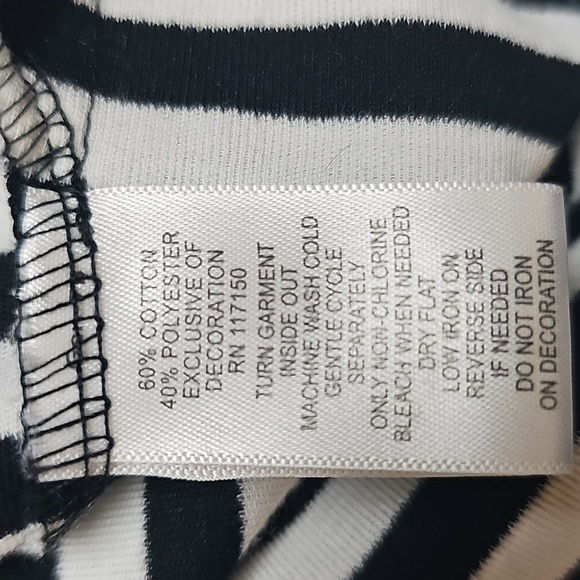 60% COTTON
40% POLYESTER
EXCLUSIVE OF
DECORATION
RN 117150
TURN GARMENT
INSIDE OUT
MACHINE WASH COLD
GENTLE CYCLE
SEPARATELY
ONLY NON-CHLORINE
BLEACH WHEN NEEDED
DRY FLAT
LOW IRON ON
REVERSE SIDE
IF NEEDED
DO NOT IRON
ON DECORATION